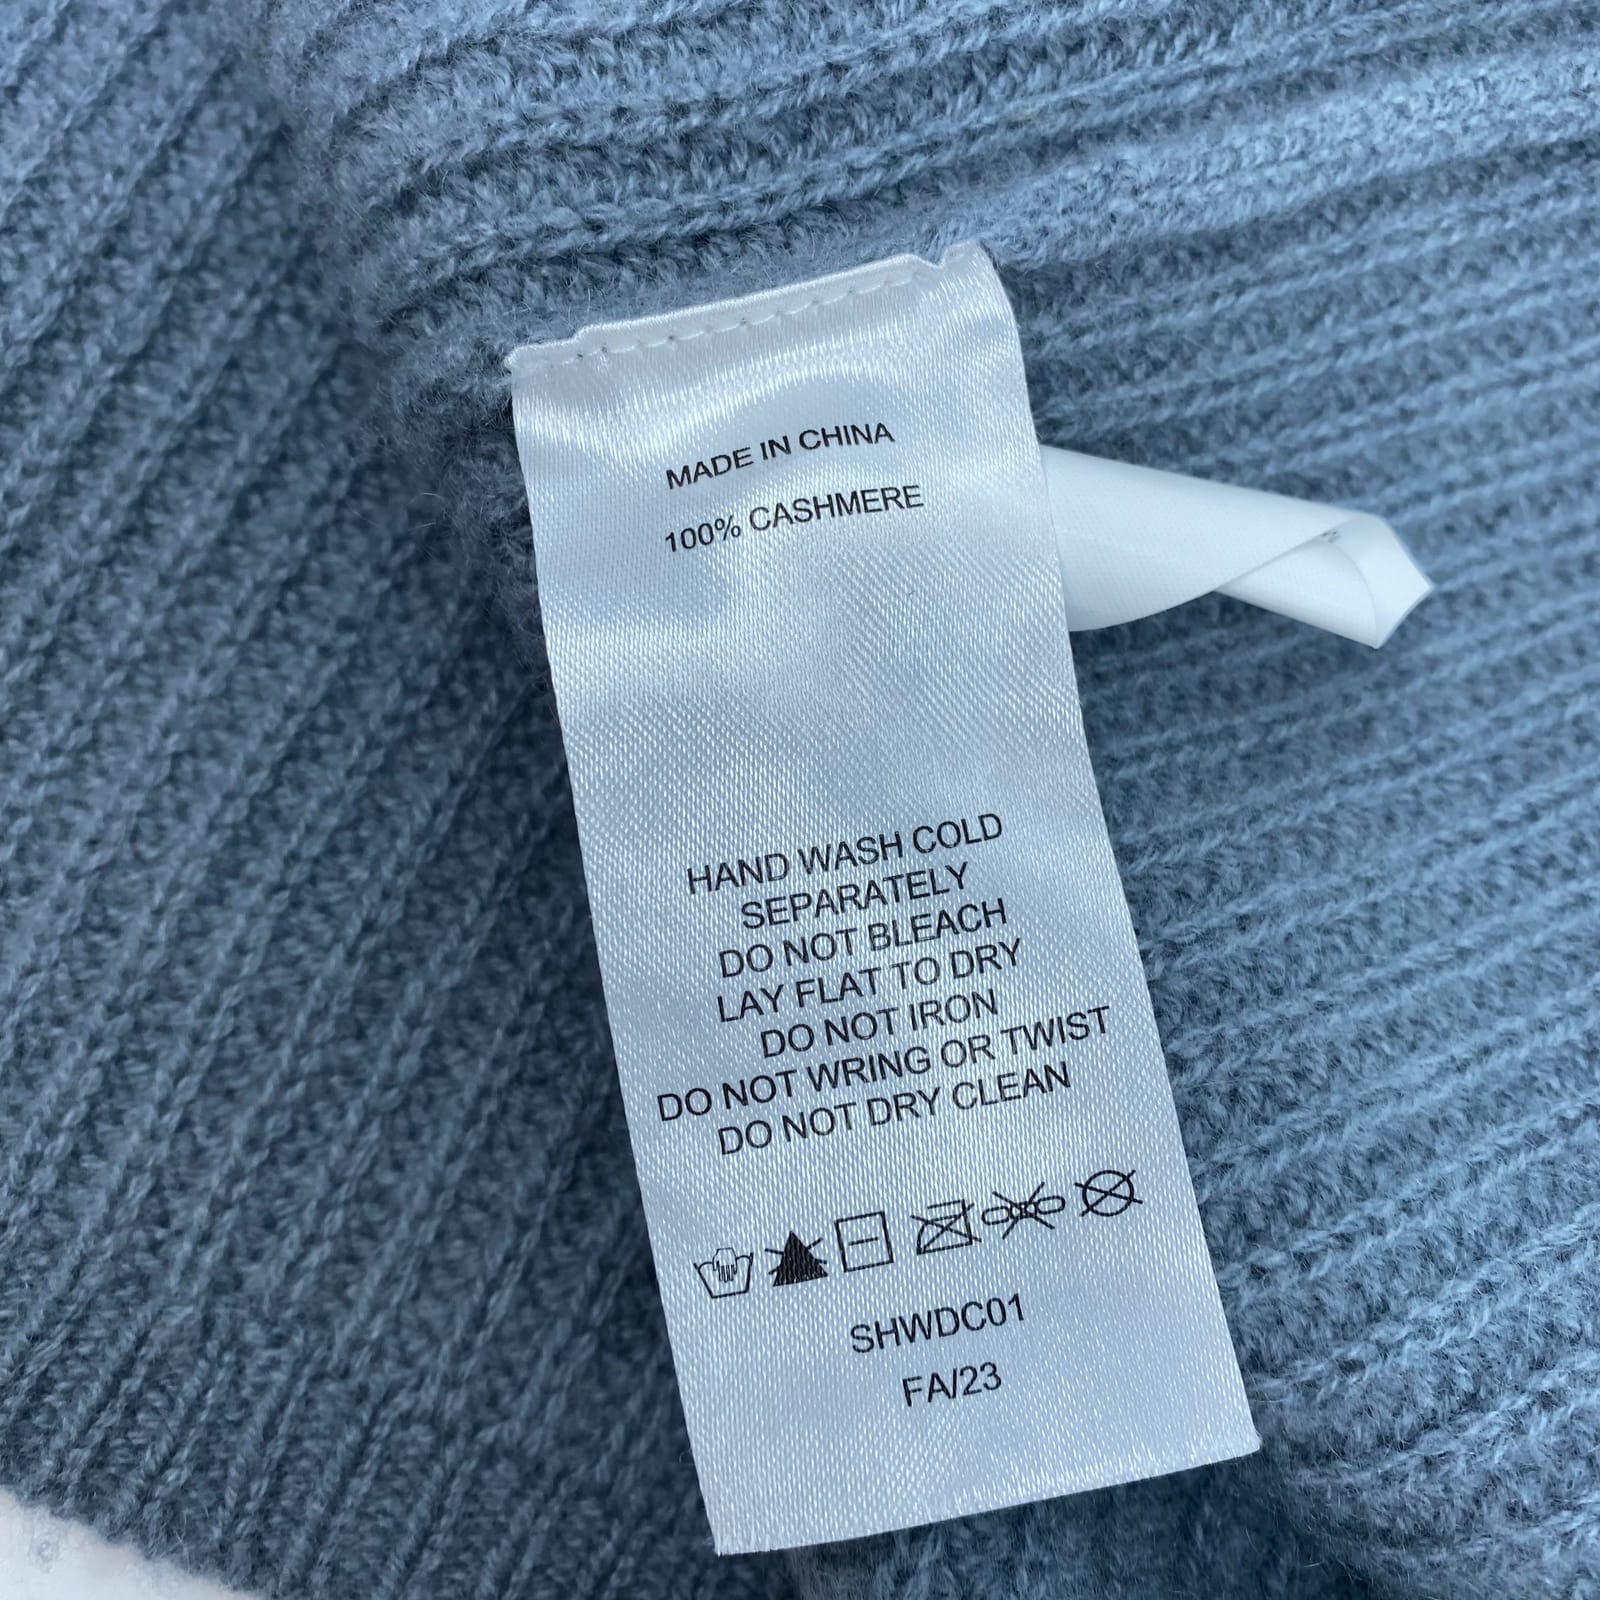 MADE IN CHINA
100% CASHMERE
HAND WASH COLD
SEPARATELY
DO NOT BLEACH
LAY FLAT TO DRY
DO NOT IRON
DO NOT WRING OR TWIST
DO NOT DRY CLEAN
SHWDC01
FA/23